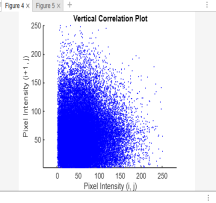 Figure 4 × Figure 5 × +
Vertical Correlation Plot
250
200
150
100
50
Pixel Intensity (i+1, j)
0 50 100 150 200 250
Pixel Intensity (i, j)